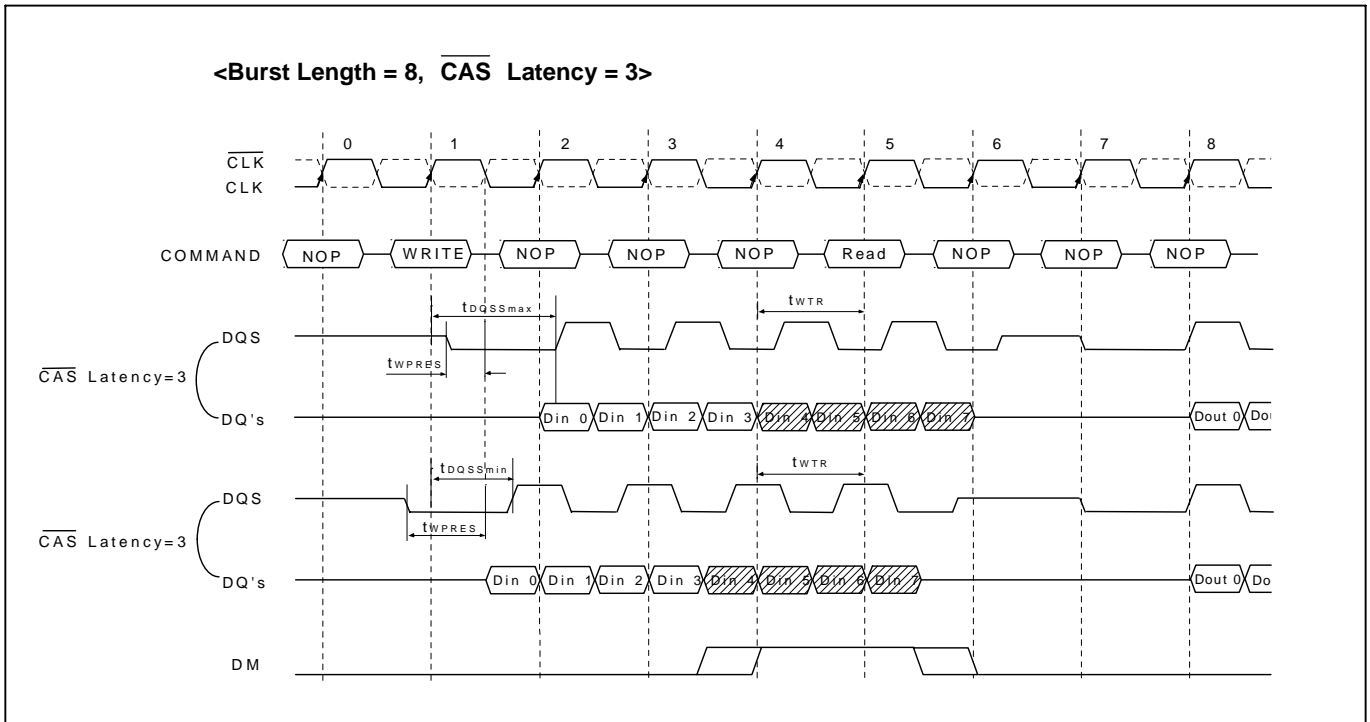 <Burst Length = 8, CAS Latency = 3>
0 1 2 3 4 5 6 7 8
CLK
CLK
COMMAND NOP WRITE NOP NOP NOP Read NOP NOP NOP
tDQSSmax tWTR
DQS
tWPRES
CAS Latency=3
DQ's Din 0 Din 1 Din 2 Din 3 Din 4 Din 5 Din 6 Din 7 Dout 0
tDQSSmin tWTR
DQS
tWPRES
CAS Latency=3
DQ's Din 0 Din 1 Din 2 Din 3 Din 4 Din 5 Din 6 Din 7 Dout 0 Do
DM